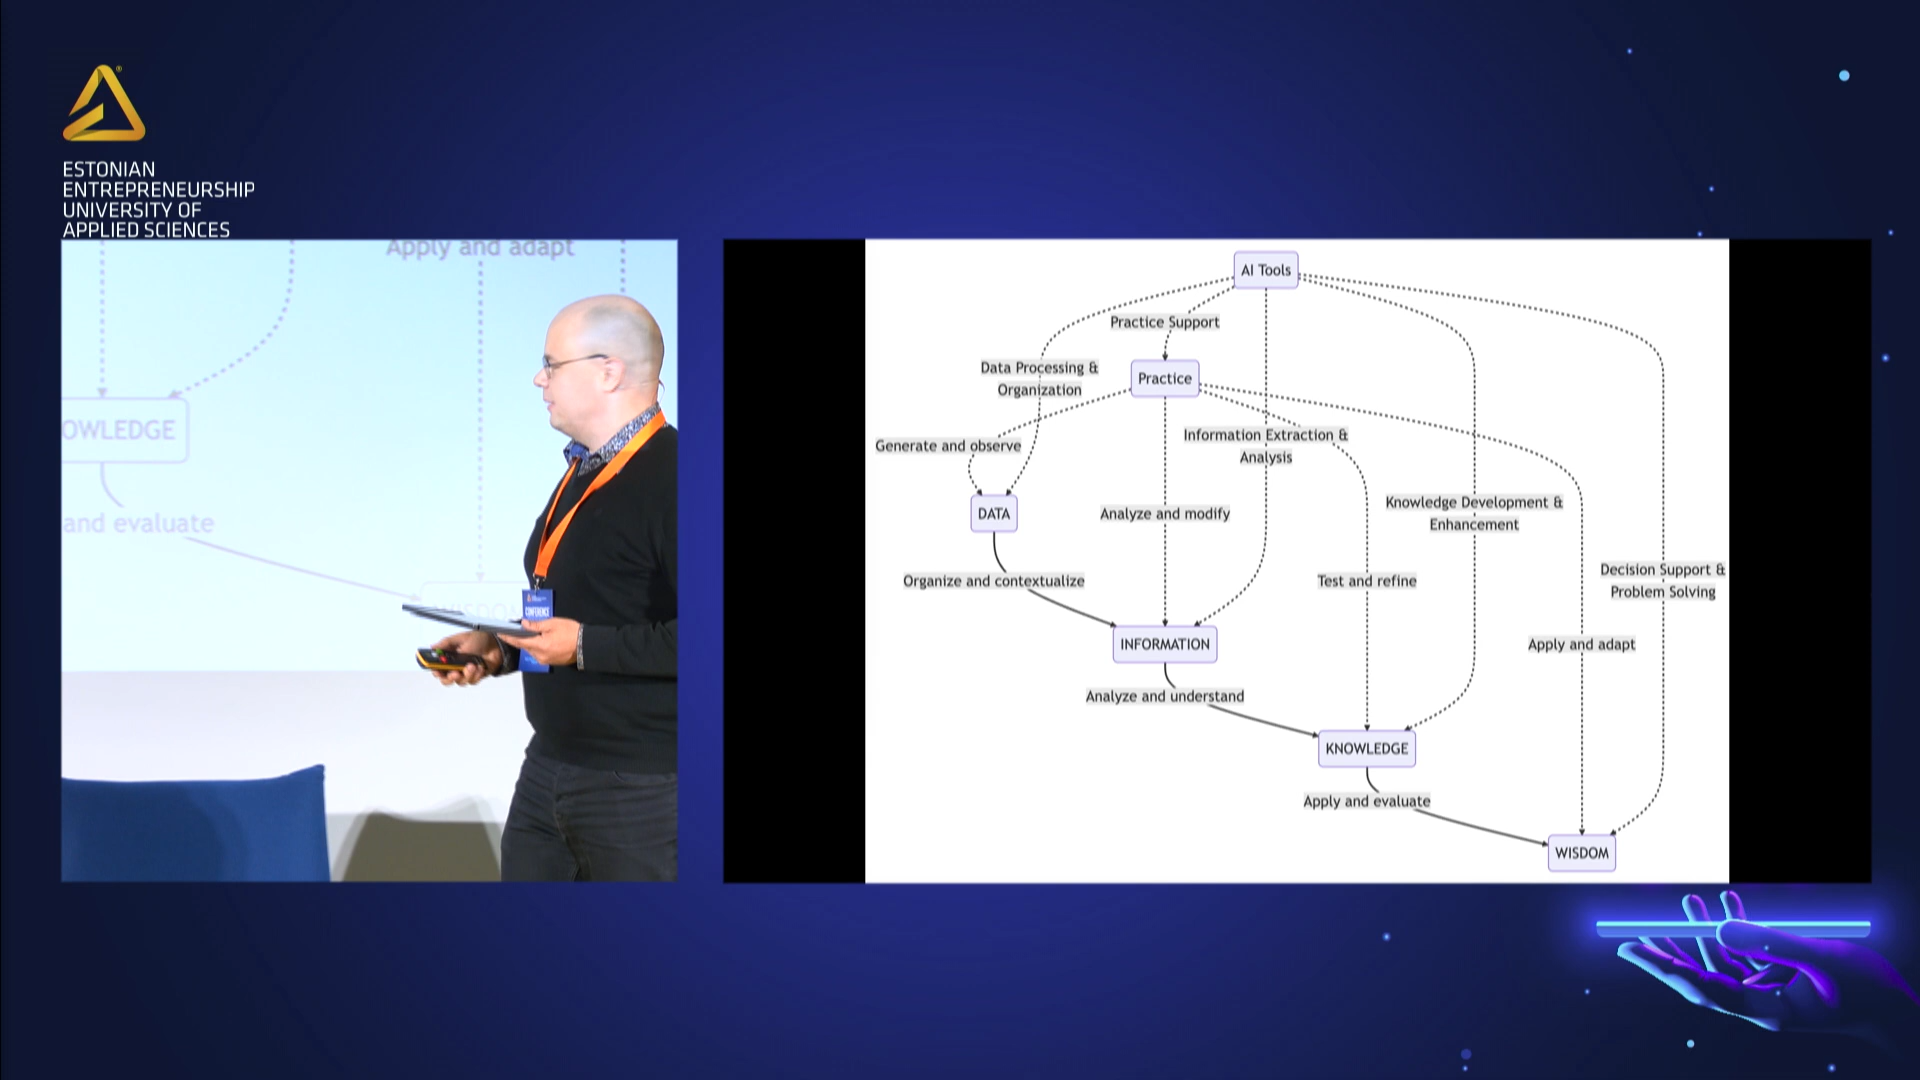 ESTONIAN
ENTREPRENEURSHIP
UNIVERSITY OF
APPLIED SCIENCES
Apply and adapt
OWLEDGE
and evaluate
CONFERENCE
AI Tools
Practice Support
Data Processing &
Organization
Practice
Generate and observe
Information Extraction &
Analysis
Knowledge Development &
Enhancement
DATA
Analyze and modify
Organize and contextualize
Test and refine
Decision Support &
Problem Solving
INFORMATION
Apply and adapt
Analyze and understand
KNOWLEDGE
Apply and evaluate
WISDOM